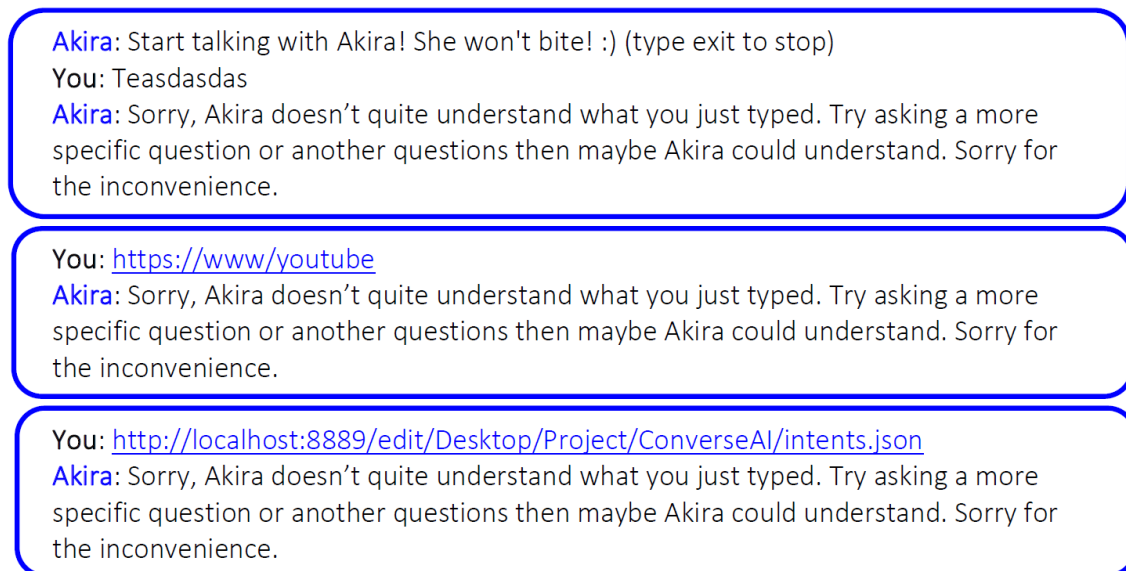 Akira: Start talking with Akira! She won't bite! :) (type exit to stop)
You: Teasdasdas
Akira: Sorry, Akira doesn’t quite understand what you just typed. Try asking a more
specific question or another questions then maybe Akira could understand. Sorry for
the inconvenience.
You: https://www/youtube
Akira: Sorry, Akira doesn’t quite understand what you just typed. Try asking a more
specific question or another questions then maybe Akira could understand. Sorry for
the inconvenience.
You: http://localhost:8889/edit/Desktop/Project/ConverseAI/intents.json
Akira: Sorry, Akira doesn’t quite understand what you just typed. Try asking a more
specific question or another questions then maybe Akira could understand. Sorry for
the inconvenience.